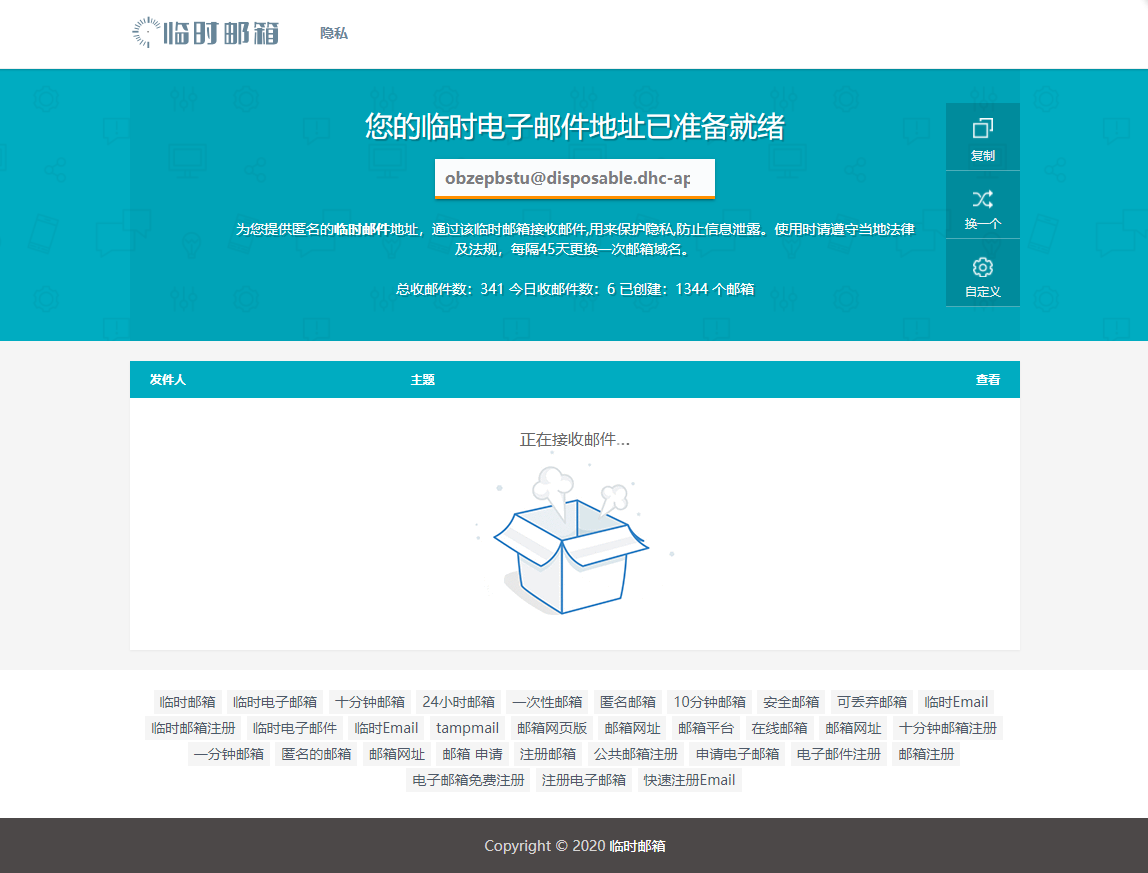 临时邮箱 隐私
您的临时电子邮件地址已准备就绪
obzepbstu@disposable.dhc-ap
复制
换一个
自定义
为您提供匿名的临时邮件地址，通过该临时邮箱接收邮件,用来保护隐私,防止信息泄露。使用时请遵守当地法律
及法规，每隔45天更换一次邮箱域名。
总收邮件数：341 今日收邮件数：6 已创建：1344 个邮箱
发件人 主题 查看
正在接收邮件...
临时邮箱 临时电子邮箱 十分钟邮箱 24小时邮箱 一次性邮箱 匿名邮箱 10分钟邮箱 安全邮箱 可丢弃邮箱 临时Email
临时邮箱注册 临时电子邮件 临时Email tampmail 邮箱网页版 邮箱网址 邮箱平台 在线邮箱 邮箱网址 十分钟邮箱注册
一分钟邮箱 匿名的邮箱 邮箱网址 邮箱 申请 注册邮箱 公共邮箱注册 申请电子邮箱 电子邮件注册 邮箱注册
电子邮箱免费注册 注册电子邮箱 快速注册Email
Copyright © 2020 临时邮箱